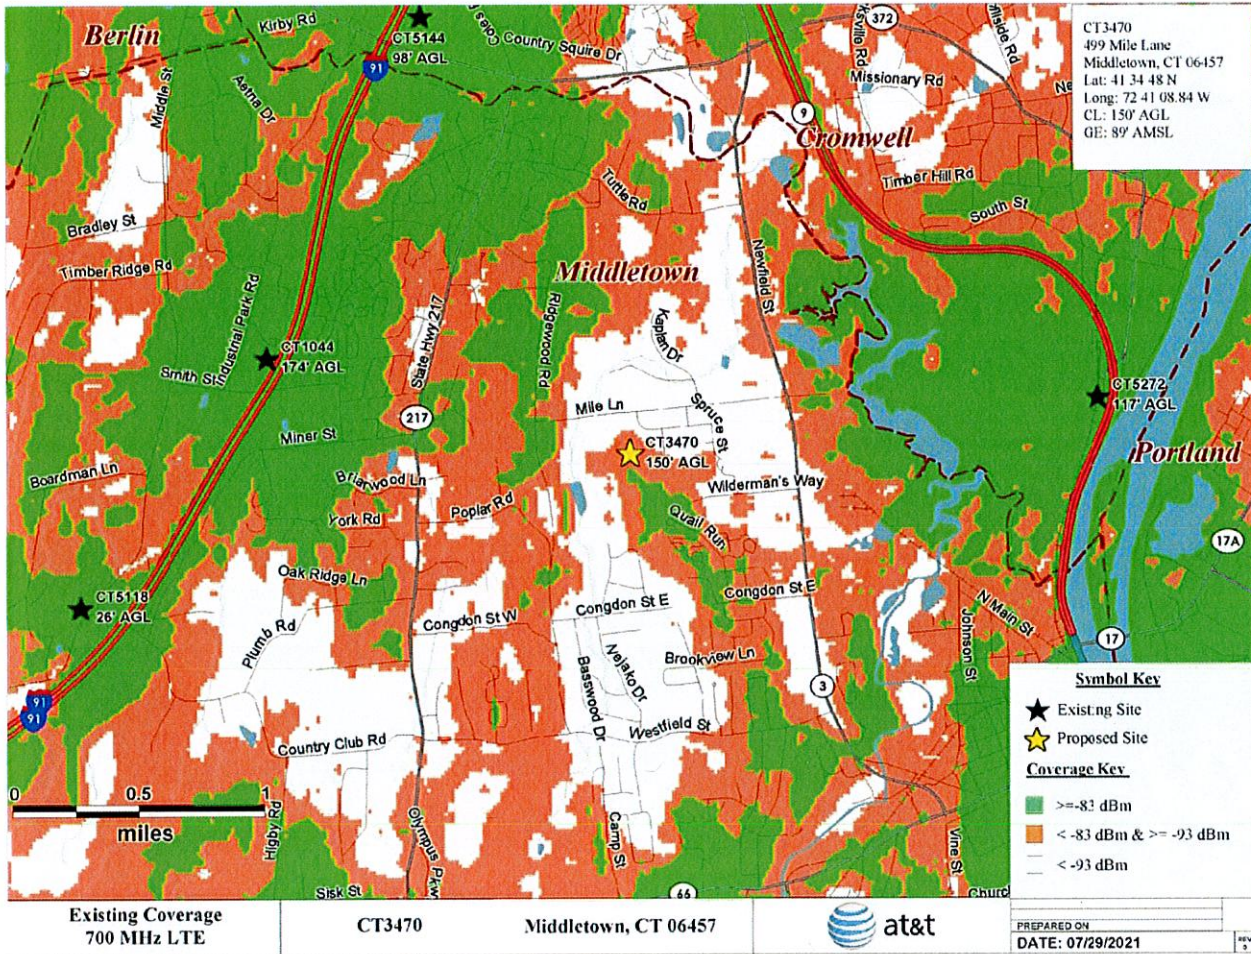 Berlin
Kirby Rd
CT5144
98' AGL
Coles
Country Squire Dr
372
Missionary Rd
CT3470
499 Mile Lane
Middletown, CT 06457
Lat: 41 34 48 N
Long: 72 41 08.84 W
CL: 150' AGL
GE: 89' AMSL
91
Middle St
Aetna Dr
9
Cromwell
Timber Hill Rd
South St
Tuttle Rd
Bradley St
Timber Ridge Rd
Middletown
Newfield St
Industrial Park Rd
State Hwy 217
Ridgewood Rd
Kaplan Dr
CT1044
174' AGL
Smith St
CT5272
117' AGL
217
Mile Ln
Spruce St
Miner St
CT3470
150' AGL
Portland
Boardman Ln
Briarwood Ln
Wilderman's Way
York Rd
Poplar Rd
Quail Run
17A
Oak Ridge Ln
CT5118
26' AGL
Congdon St E
Congdon St E
N Main St
Johnson St
Plumb Rd
Congdon St W
Nejako Dr
Brookview Ln
17
Basswood Dr
3
91
91
Westfield St
Country Club Rd
Symbol Key
Existing Site
Proposed Site
Coverage Key
>=-83 dBm
< -83 dBm & >= -93 dBm
< -93 dBm
0 0.5 1
miles
Higby Rd
Olympus Pkw
Camp St
Vine St
Sisk St
66
Existing Coverage
700 MHz LTE
CT3470
Middletown, CT 06457
at&t
PREPARED ON
DATE: 07/29/2021